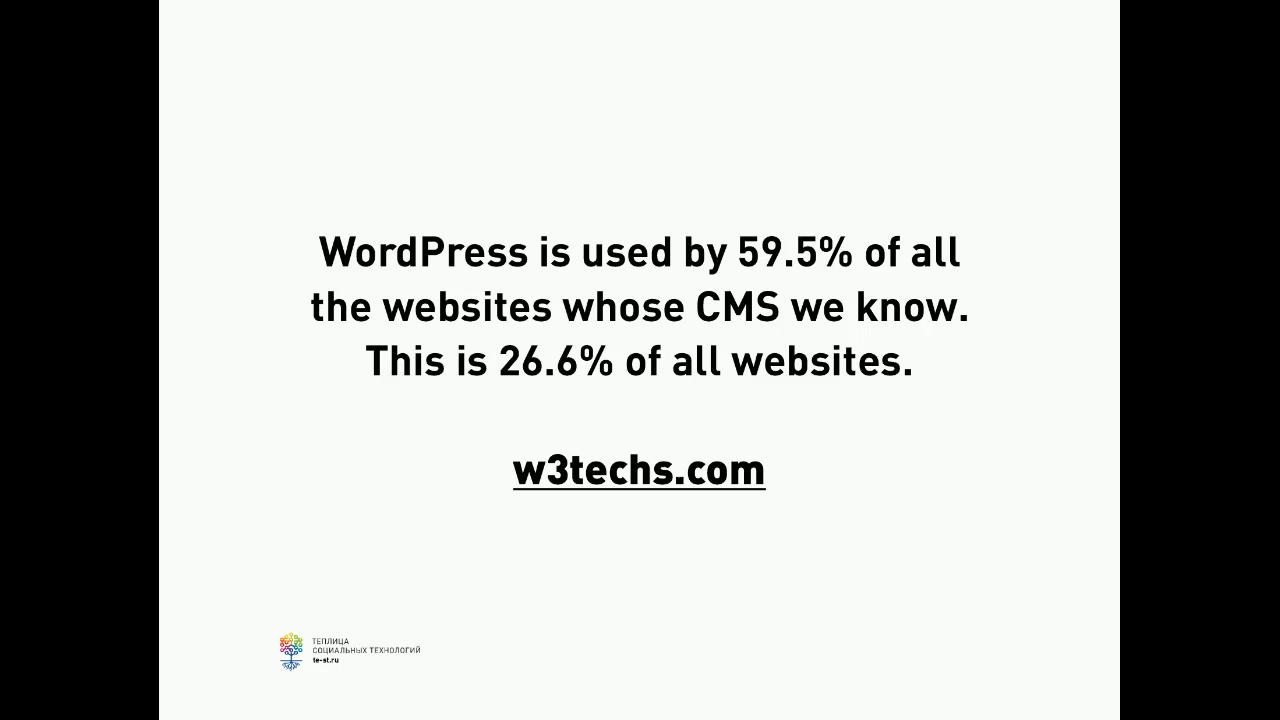 WordPress is used by 59.5% of all
the websites whose CMS we know.
This is 26.6% of all websites.
w3techs.com
ТЕПЛИЦА
СОЦИАЛЬНЫХ ТЕХНОЛОГИЙ
te-st.ru